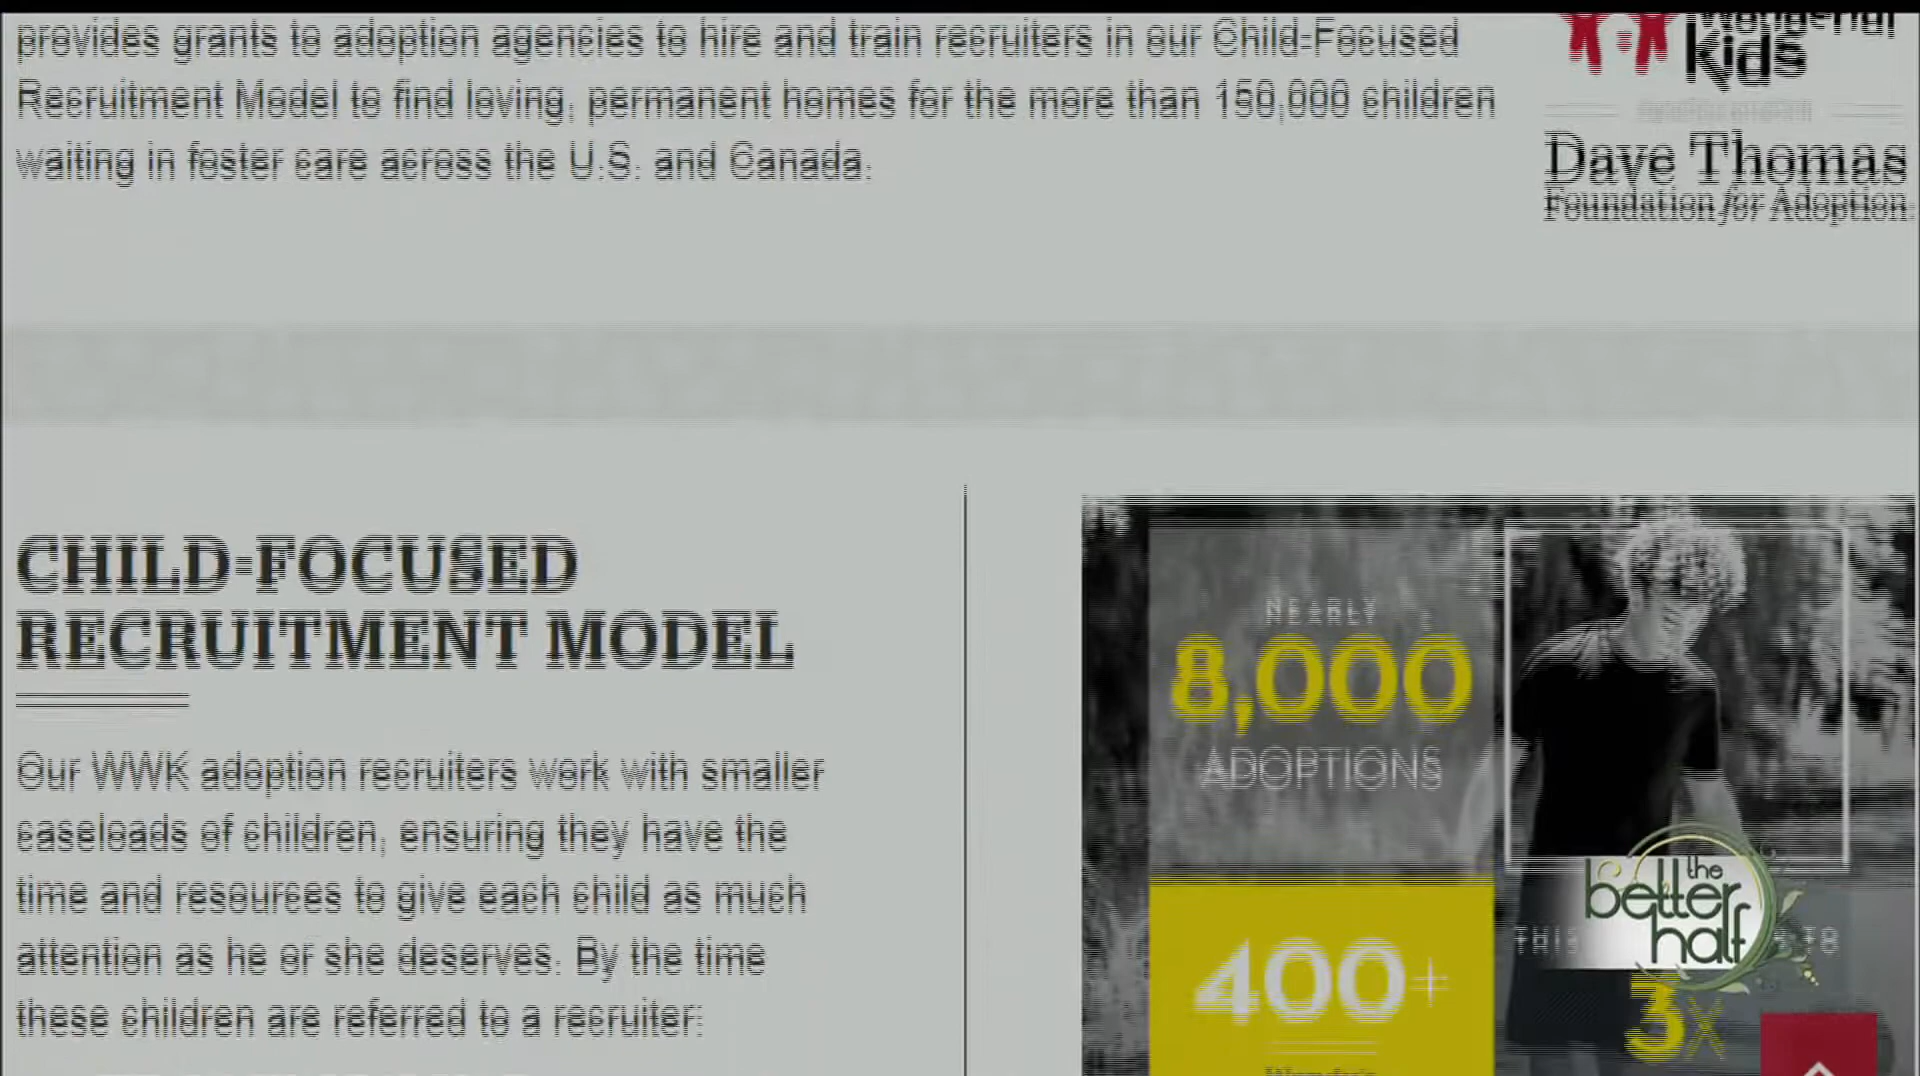 provides grants to adoption agencies to hire and train recruiters in our Child-Focused
Recruitment Model to find loving, permanent homes for the more than 150,000 children
waiting in foster care across the U.S. and Canada.
Wonderful
Kids
Dave Thomas
Foundation for Adoption
CHILD-FOCUSED
RECRUITMENT MODEL
Our WWK adoption recruiters work with smaller
caseloads of children, ensuring they have the
time and resources to give each child as much
attention as he or she deserves. By the time
these children are referred to a recruiter:
NEARLY
8,000
ADOPTIONS
400+
3X
the
better
half